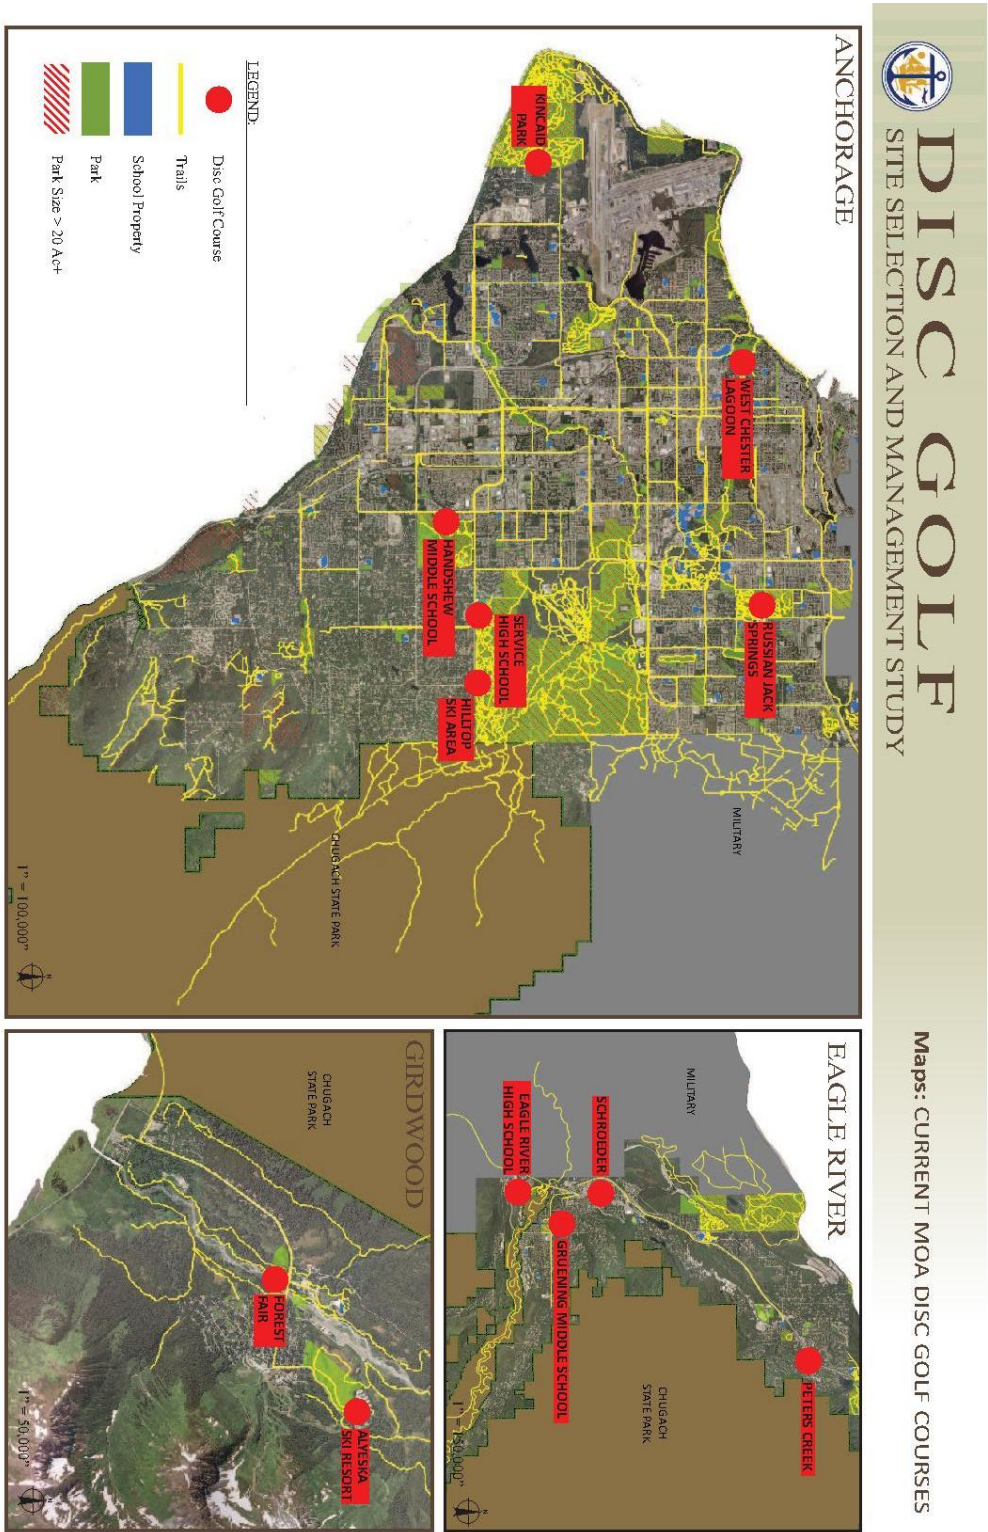 DISC GOLF
SITE SELECTION AND MANAGEMENT STUDY
Maps: CURRENT MOA DISC GOLF COURSES
ANCHORAGE
KINCAID
PARK
WEST CHESTER
LAGOON
RUSSIAN JACK
SPRINGS
HANDSHEW
MIDDLE SCHOOL
SERVICE
HIGH SCHOOL
HILLTOP
SKI AREA
MILITARY
CHUGACH STATE PARK
LEGEND:
Disc Golf Course
Trails
School Property
Park
Park Size > 20 Ac+
1" = 100,000"
N
EAGLE RIVER
MILITARY
SCHROEDER
EAGLE RIVER
HIGH SCHOOL
GRUENING MIDDLE SCHOOL
PETERS CREEK
CHUGACH
STATE PARK
N
GIRDWOOD
CHUGACH
STATE PARK
FOREST
FAIR
ALYESKA
SKI RESORT
1" = 50,000"
N